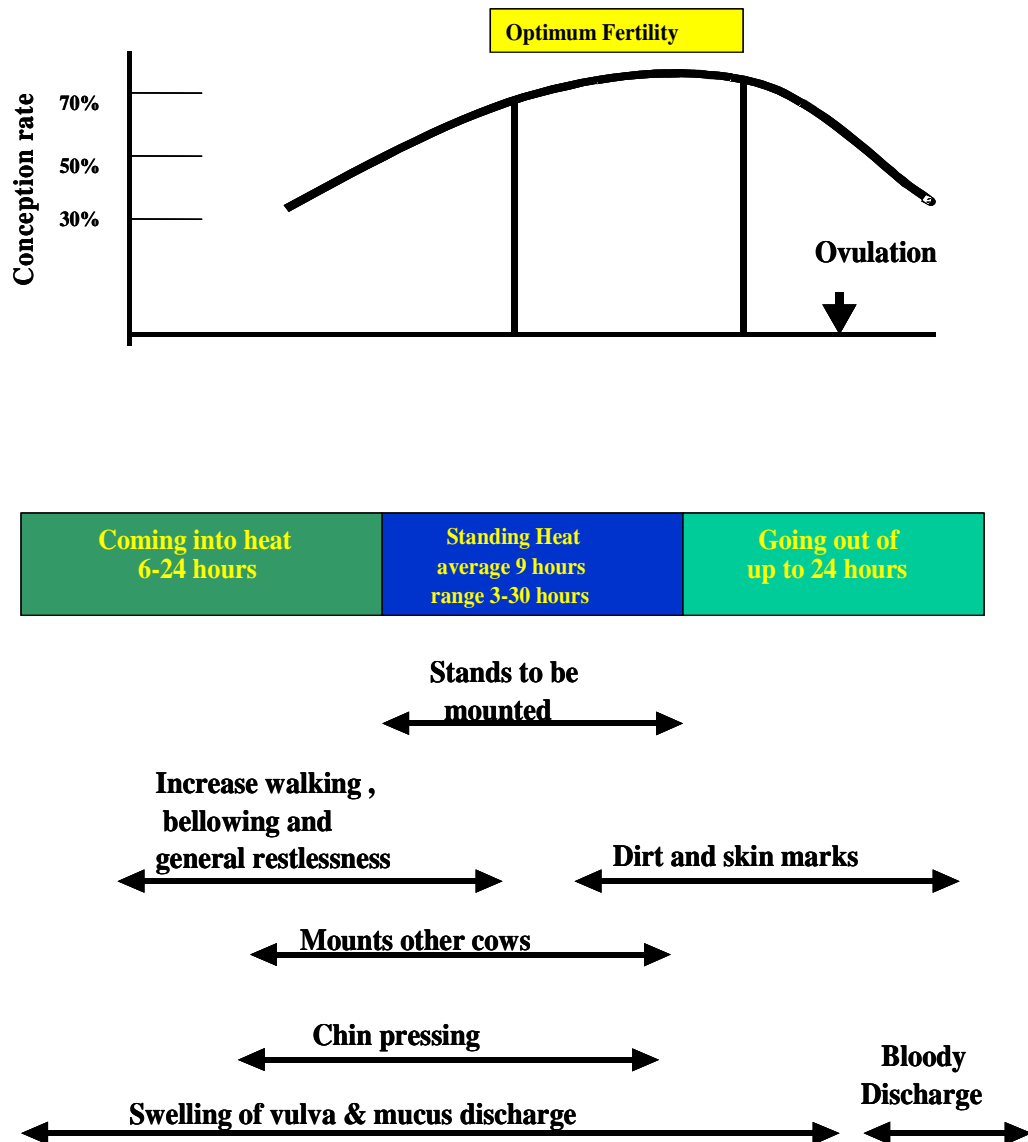 Optimum Fertility
Conception rate
70%
50%
30%
Ovulation
Coming into heat
6-24 hours
Standing Heat
average 9 hours
range 3-30 hours
Going out of
up to 24 hours
Stands to be
mounted
Increase walking ,
bellowing and
general restlessness
Dirt and skin marks
Mounts other cows
Chin pressing
Bloody
Discharge
Swelling of vulva & mucus discharge